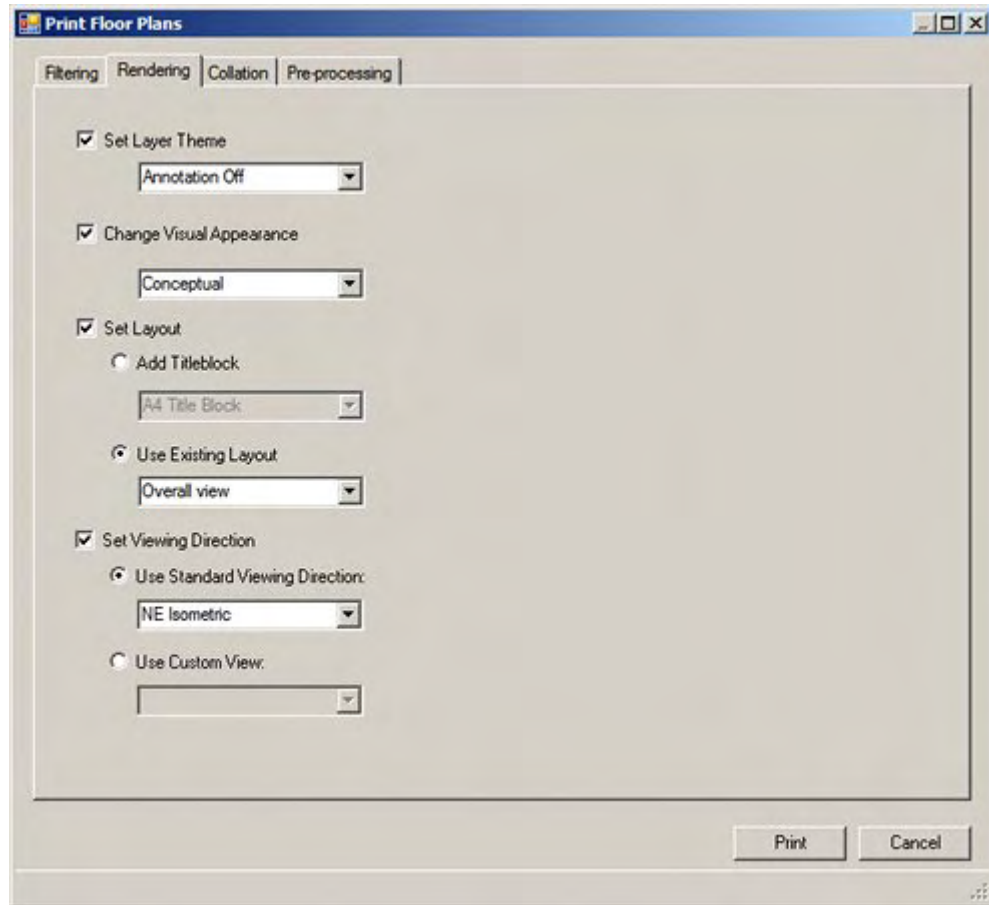 Print Floor Plans
Filtering Rendering Collation Pre-processing
Set Layer Theme
Annotation Off
Change Visual Appearance
Conceptual
Set Layout
Add Titleblock
A4 Title Block
Use Existing Layout
Overall view
Set Viewing Direction
Use Standard Viewing Direction:
NE Isometric
Use Custom View:
Print Cancel